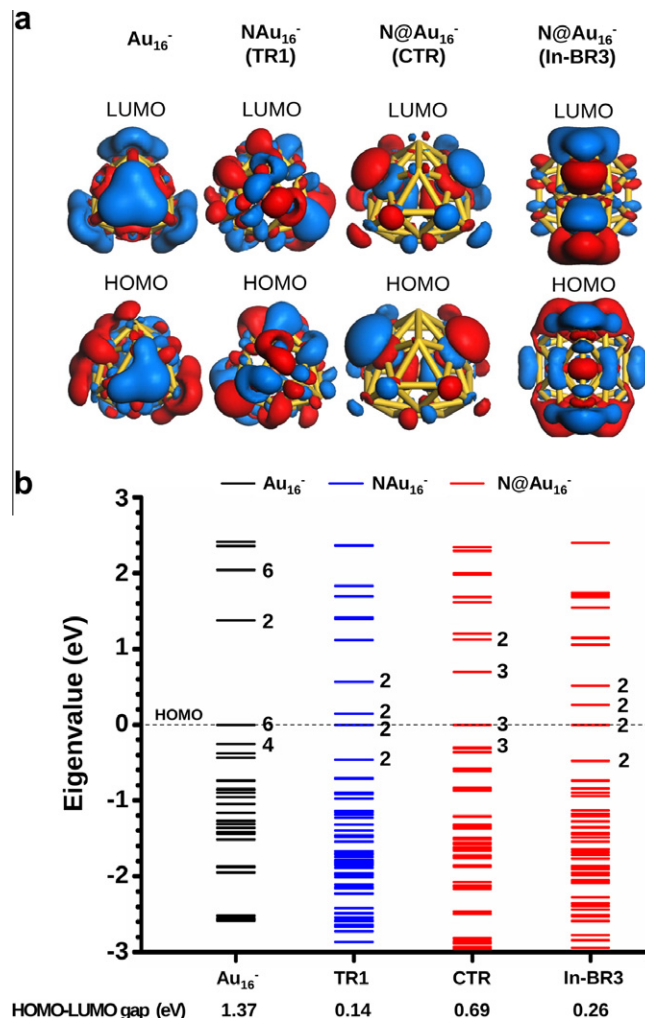 a
Au16- NAu16- (TR1) N@Au16- (CTR) N@Au16- (In-BR3)
LUMO LUMO LUMO LUMO
HOMO HOMO HOMO HOMO
b
Au16- NAu16- N@Au16-
Eigenvalue (eV)
3
2
1
0
-1
-2
-3
HOMO
6
2
6
4
2
2
2
2
2
3
3
3
2
2
2
2
Au16- TR1 CTR In-BR3
HOMO-LUMO gap (eV) 1.37 0.14 0.69 0.26